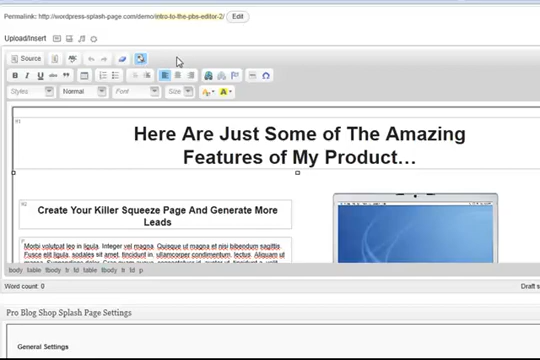 Permalink: http://wordpress-splash-page.com/demo/intro-to-the-pbs-editor-2/ Edit
Upload/Insert
Source
B I U ABC
Styles Normal Font Size
H1
Here Are Just Some of The Amazing
Features of My Product...
H2
Create Your Killer Squeeze Page And Generate More
Leads
Morbi volutpat leo in ligula. Integer vel magna. Quisque ut magna et nisi bibendum sagittis.
Fusce elit ligula, sodales sit amet, tincidunt in, ullamcorper condimentum, lectus. Aliquam ut
body table tbody tr td table tbody tr td p
Word count: 0
Draft s
Pro Blog Shop Splash Page Settings
General Settings